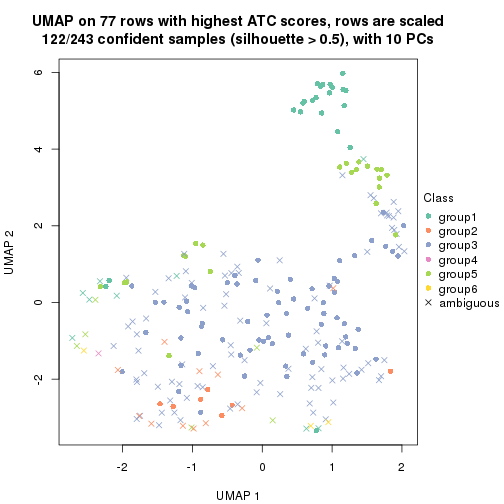 UMAP on 77 rows with highest ATC scores, rows are scaled
122/243 confident samples (silhouette > 0.5), with 10 PCs
6
4
2
0
-2
UMAP 2
-2
-1
0
1
2
UMAP 1
Class
group1
group2
group3
group4
group5
group6
ambiguous